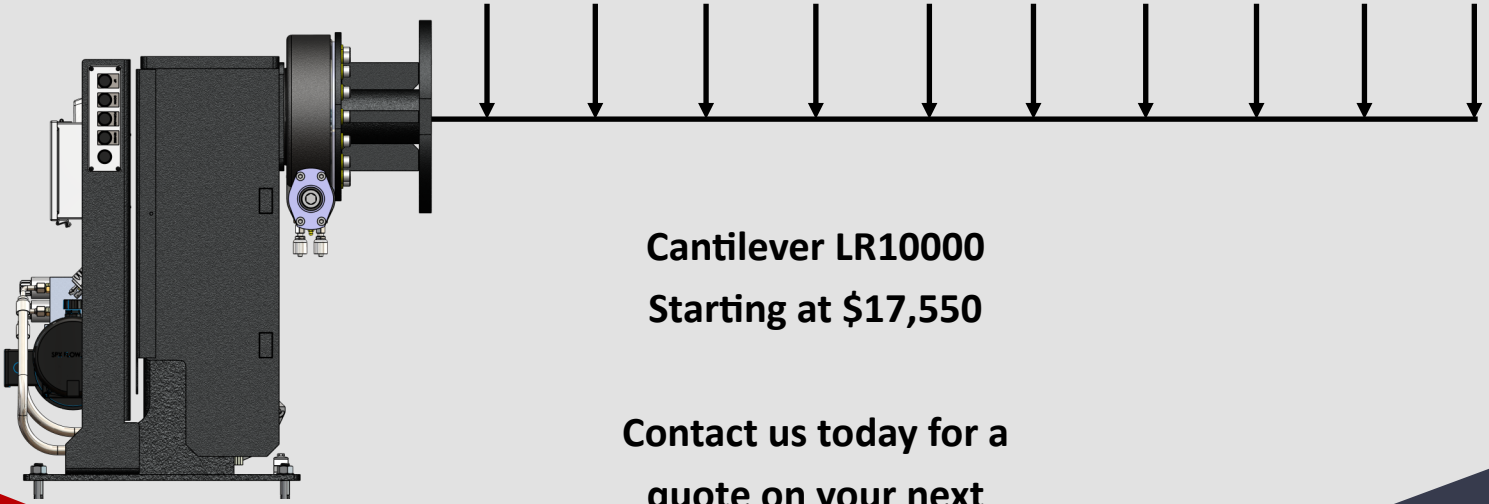 Cantilever LR10000
Starting at $17,550
Contact us today for a
quote on your next